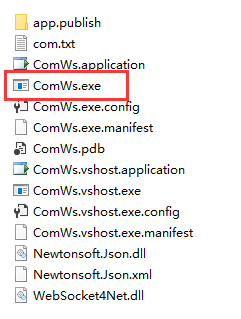 app.publish
com.txt
ComWs.application
ComWs.exe
ComWs.exe.config
ComWs.exe.manifest
ComWs.pdb
ComWs.vshost.application
ComWs.vshost.exe
ComWs.vshost.exe.config
ComWs.vshost.exe.manifest
Newtonsoft.Json.dll
Newtonsoft.Json.xml
WebSocket4Net.dll